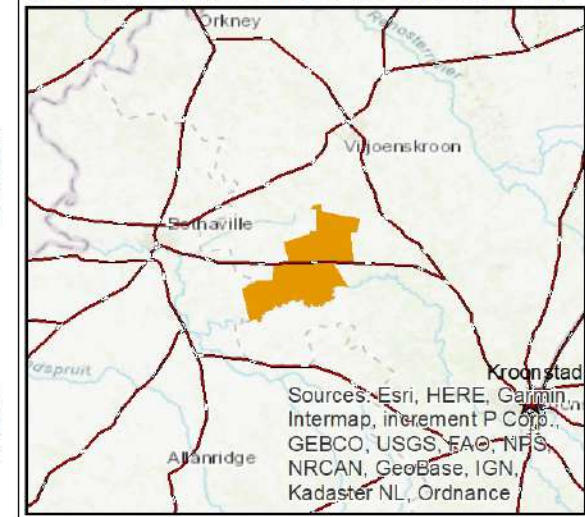 Orkney
Renosterrivier
Viljoenskroon
Bothaville
Kroonstad
Sources: Esri, HERE, Garmin,
Intermap, increment P Corp.,
GEBCO, USGS, FAO, NPS,
NRCAN, GeoBase, IGN,
Kadaster NL, Ordnance
Allanridge